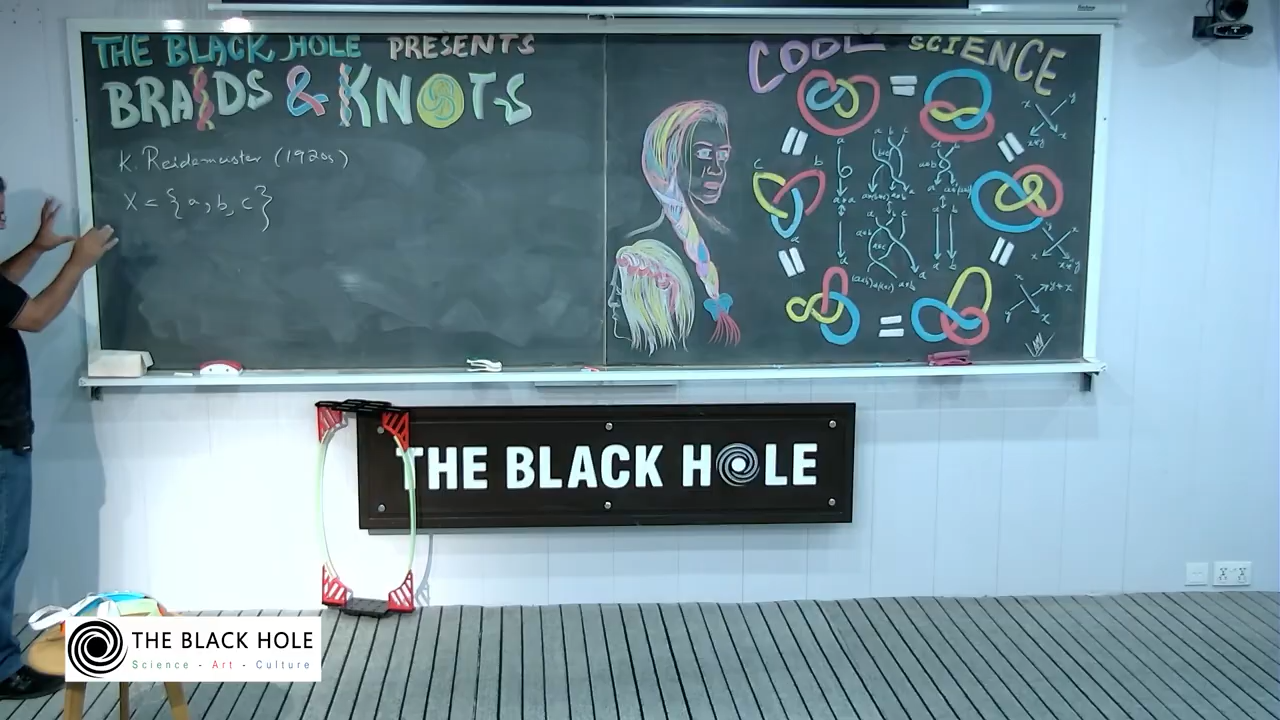 THE BLACK HOLE PRESENTS
BRAIDS & KNOTS
K. Reidemeister (1920s)
X = {a, b, c}
COOL SCIENCE
THE BLACK HOLE
THE BLACK HOLE
Science - Art - Culture